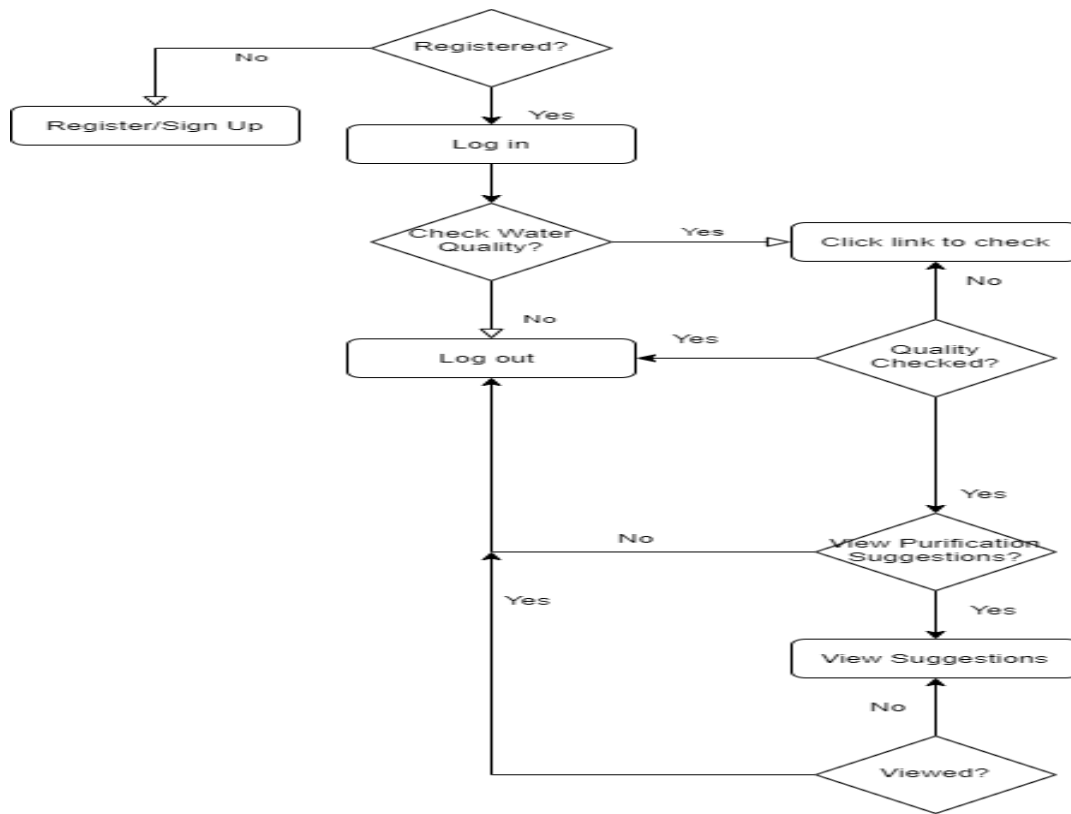 Registered?
No
Register/Sign Up
Yes
Log in
Check Water
Quality?
Yes
Click link to check
No
No
Log out
Yes
Quality
Checked?
Yes
No
View Purification
Suggestions?
Yes
Yes
View Suggestions
No
Viewed?